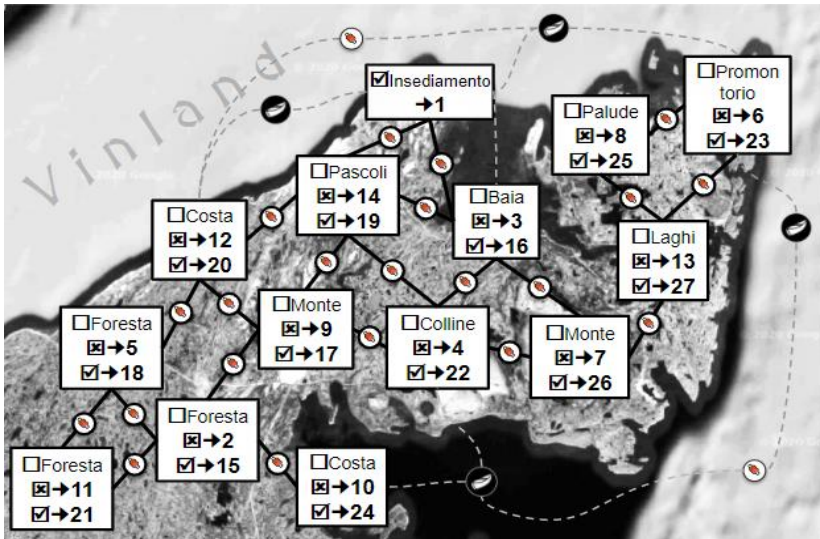 Vinland
☑Insediamento
➔1
☐Promon
torio
☒➔6
☑➔23
☐Palude
☒➔8
☑➔25
☐Pascoli
☒➔14
☑➔19
☐Baia
☒➔3
☑➔16
☐Costa
☒➔12
☑➔20
☐Laghi
☒➔13
☑➔27
☐Monte
☒➔9
☑➔17
☐Foresta
☒➔5
☑➔18
☐Colline
☒➔4
☑➔22
☐Monte
☒➔7
☑➔26
☐Foresta
☒➔2
☑➔15
☐Foresta
☒➔11
☑➔21
☐Costa
☒➔10
☑➔24